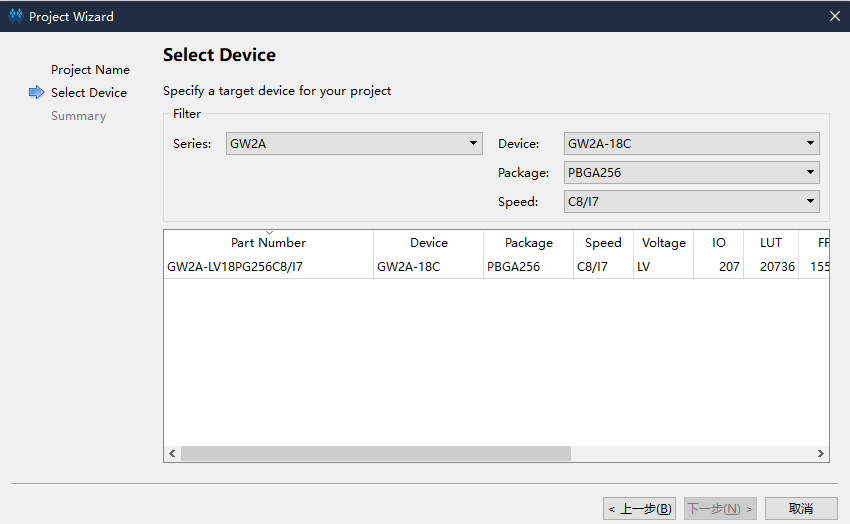 Project Wizard
Select Device
Project Name
Select Device
Specify a target device for your project
Summary
Filter
Series: GW2A Device: GW2A-18C
Package: PBGA256
Speed: C8/I7
Part Number Device Package Speed Voltage IO LUT FF
GW2A-LV18PG256C8/I7 GW2A-18C PBGA256 C8/I7 LV 207 20736 155
< 上一步(B) 下一步(N) > 取消